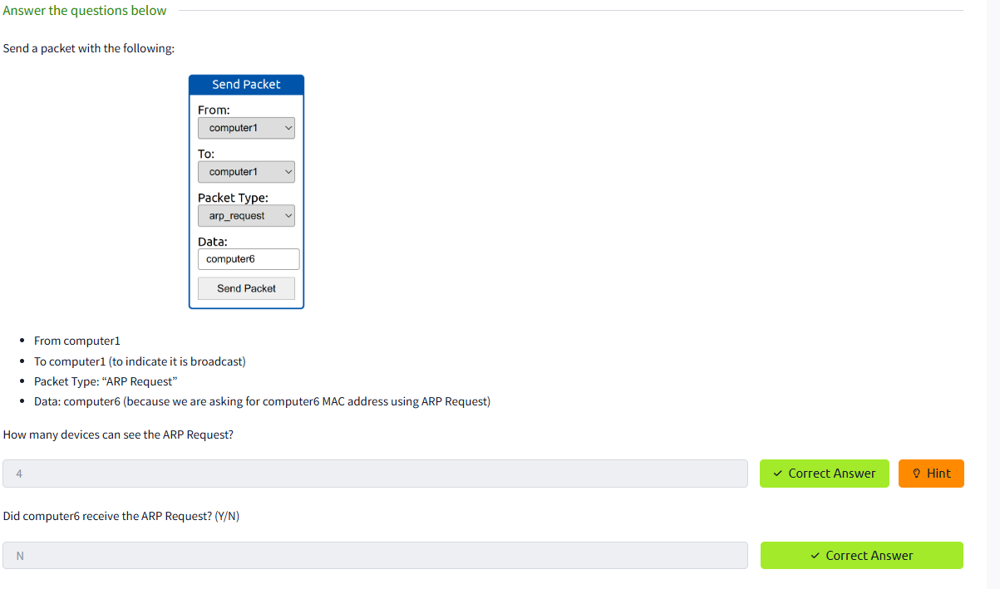 Answer the questions below
Send a packet with the following:
Send Packet
From:
computer1
To:
computer1
Packet Type:
arp_request
Data:
computer6
Send Packet
From computer1
To computer1 (to indicate it is broadcast)
Packet Type: “ARP Request”
Data: computer6 (because we are asking for computer6 MAC address using ARP Request)
How many devices can see the ARP Request?
4
Correct Answer
Hint
Did computer6 receive the ARP Request? (Y/N)
N
Correct Answer